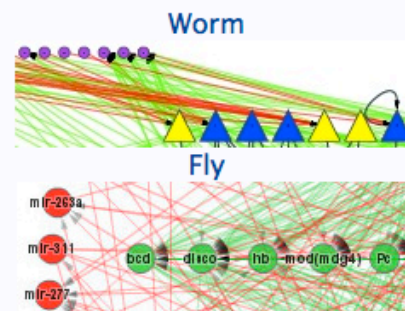 Worm
Fly
mir-263a
mir-311
bcd disco hb mod(mdg4) Pc
mir-277